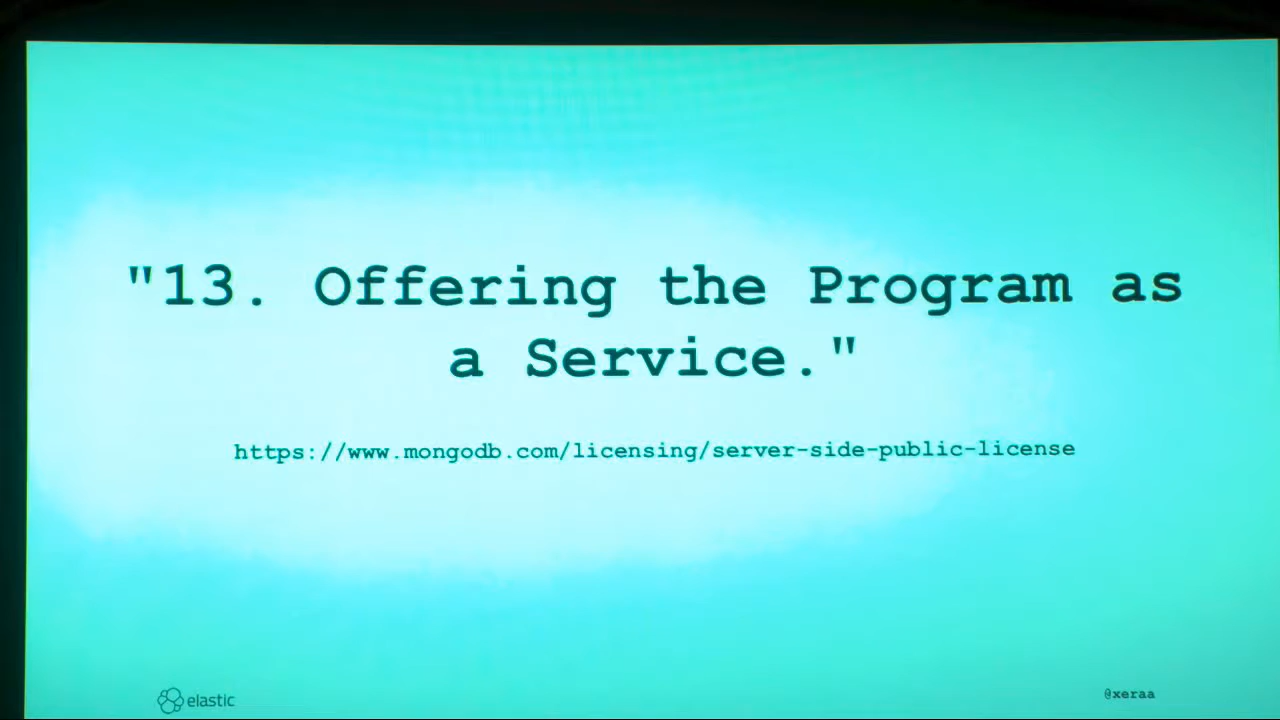 "13. Offering the Program as
a Service."
https://www.mongodb.com/licensing/server-side-public-license
elastic
@xeraa